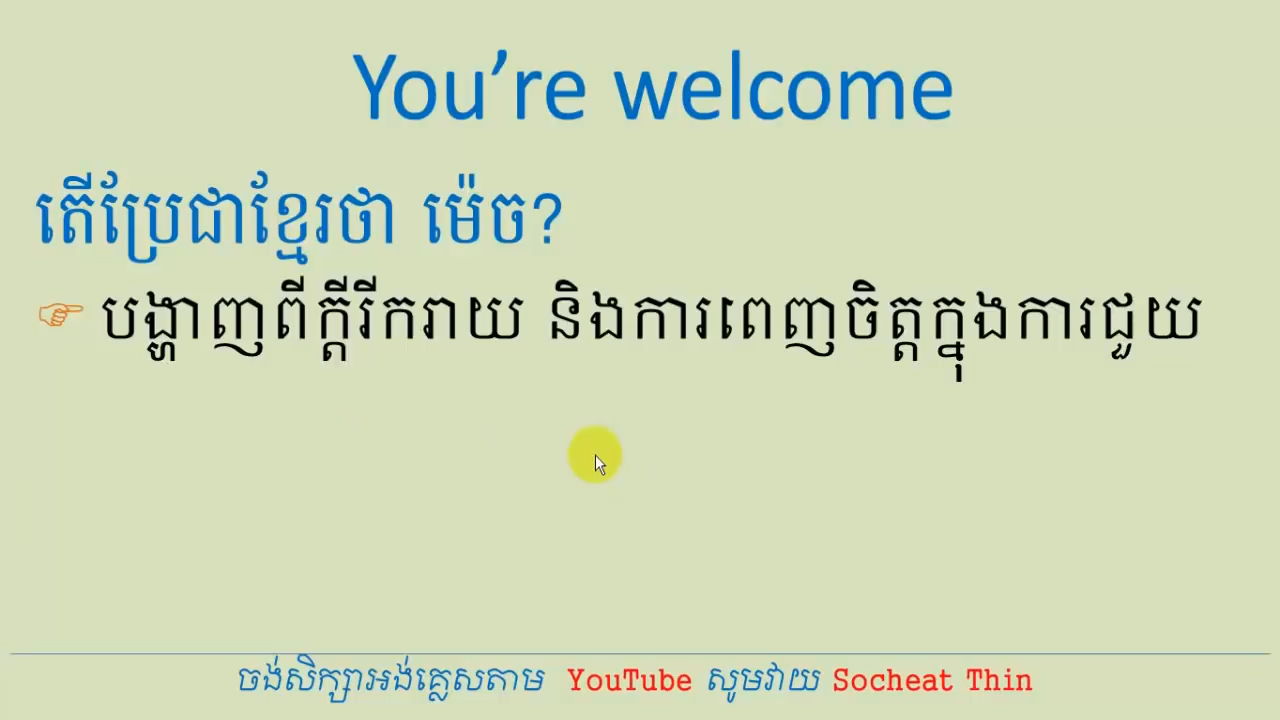 You’re welcome
តើប្រែជាខ្មែរថា ម៉េច?
☞ បង្ហាញពីក្តីរីករាយ និងការពេញចិត្តក្នុងការជួយ
ចង់សិក្សាអង់គ្លេសតាម YouTube សូមវាយ Socheat Thin